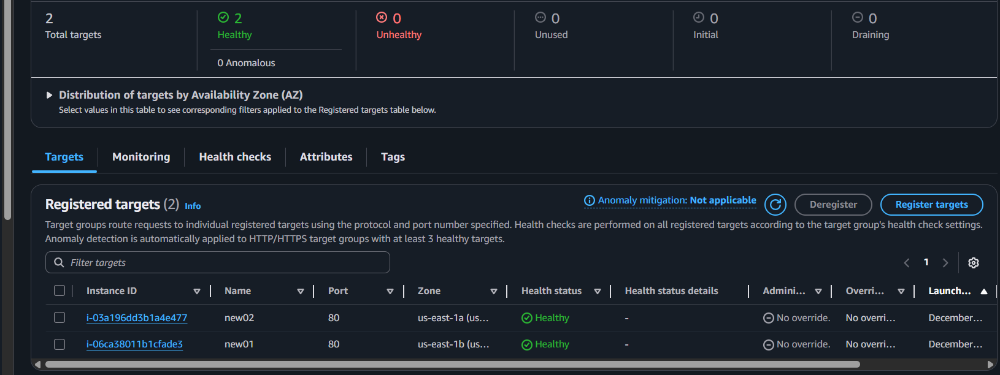 2
Total targets
2
Healthy
0 Anomalous
0
Unhealthy
0
Unused
0
Initial
0
Draining
Distribution of targets by Availability Zone (AZ)
Select values in this table to see corresponding filters applied to the Registered targets table below.
Targets Monitoring Health checks Attributes Tags
Registered targets (2) Info
Anomaly mitigation: Not applicable
Deregister
Register targets
Target groups route requests to individual registered targets using the protocol and port number specified. Health checks are performed on all registered targets according to the target group's health check settings.
Anomaly detection is automatically applied to HTTP/HTTPS target groups with at least 3 healthy targets.
Filter targets
1
Instance ID Name Port Zone Health status Health status details Admini... Overri... Launch...
i-03a196dd3b1a4e477 new02 80 us-east-1a (us... Healthy - No override. No overri... December...
i-06ca38011b1cfade3 new01 80 us-east-1b (us... Healthy - No override. No overri... December...